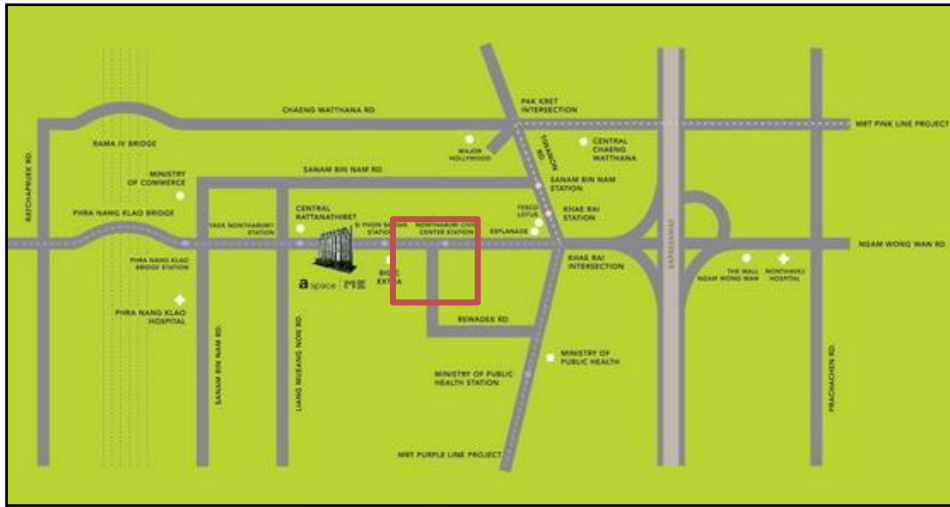 CHAENG WATTHANA RD.
PAK KRET
INTERSECTION
MRT PINK LINE PROJECT
RAMA IV BRIDGE
RATCHAPRUEK RD.
MAJOR
HOLLYWOOD
TIWANON
RD.
CENTRAL
CHAENG
WATTHANA
MINISTRY
OF COMMERCE
SANAM BIN NAM RD.
SANAM BIN NAM
STATION
PHRA NANG KLAO BRIDGE
YAEK NONTHABURI
STATION
CENTRAL
RATTANATHIBET
STATION
NONTHABURI CIVIC
CENTER STATION
TESCO
LOTUS
ESPLANADE
KHAE RAI
STATION
NGAM WONG WAN RD.
PHRA NANG KLAO
BRIDGE STATION
a space | ME
BIG C
EXTRA
KHAE RAI
INTERSECTION
THE MALL
NGAM WONG WAN
NONTHAVEJ
HOSPITAL
PHRA NANG KLAO
HOSPITAL
SANAM BIN NAM RD.
LIANG MUEANG NON RD.
REWADEE RD.
MINISTRY OF
PUBLIC HEALTH
MINISTRY OF PUBLIC
HEALTH STATION
PRACHACHEN RD.
MRT PURPLE LINE PROJECT